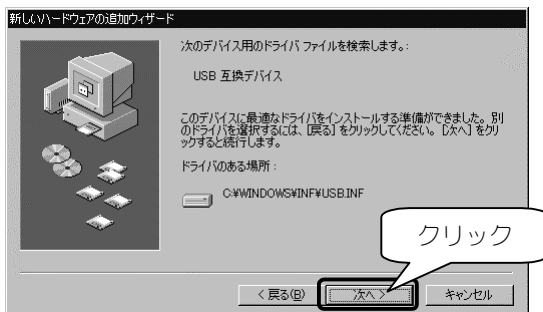 新しいハードウェアの追加ウィザード
次のデバイス用のドライバ ファイルを検索します。:
USB 互換デバイス
このデバイスに最適なドライバをインストールする準備ができました。別
のドライバを選択するには、[戻る] をクリックしてください。[次へ] をクリ
ックすると続行します。
ドライバのある場所 :
C:¥WINDOWS¥INF¥USB.INF
クリック
< 戻る(B)
次へ >
キャンセル